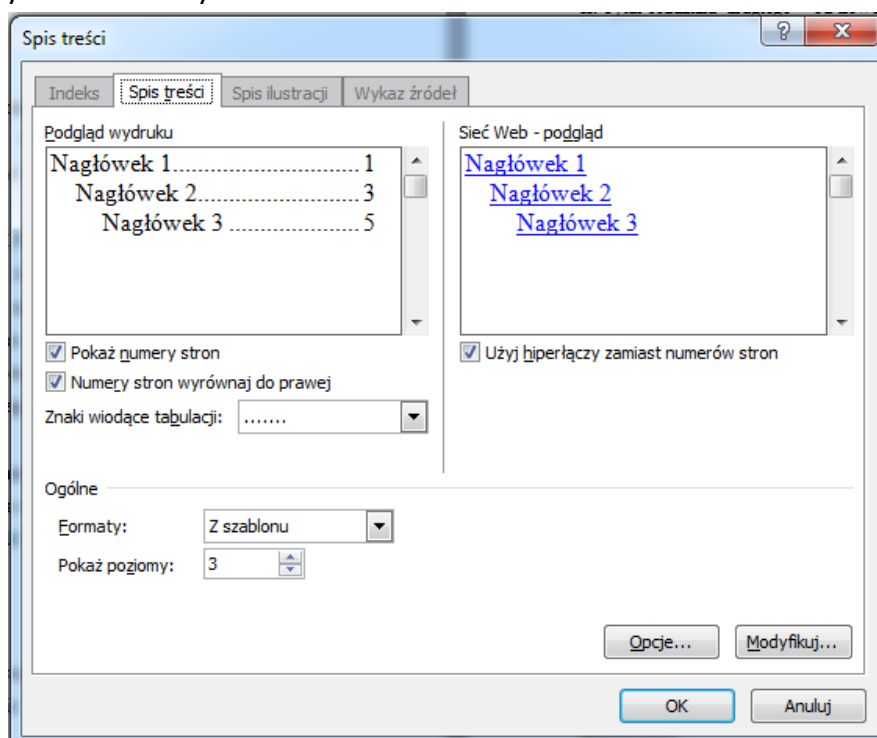 Spis treści
Indeks Spis treści Spis ilustracji Wykaz źródeł
Podgląd wydruku
Nagłówek 1.......................... 1
Nagłówek 2....................... 3
Nagłówek 3 .................. 5
Sieć Web - podgląd
Nagłówek 1
Nagłówek 2
Nagłówek 3
Pokaż numery stron
Numery stron wyrównaj do prawej
Znaki wiodące tabulacji: .......
Użyj hiperłączy zamiast numerów stron
Ogólne
Formaty: Z szablonu
Pokaż poziomy: 3
Opcje... Modyfikuj...
OK Anuluj